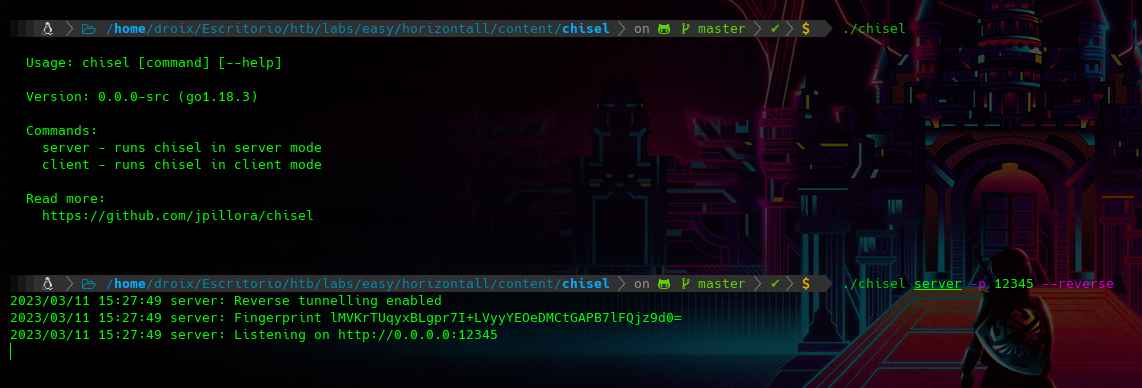 /home/droix/Escritorio/htb/labs/easy/horizontall/content/chisel on master ✔ $ ./chisel
Usage: chisel [command] [--help]
Version: 0.0.0-src (go1.18.3)
Commands:
server - runs chisel in server mode
client - runs chisel in client mode
Read more:
https://github.com/jpillora/chisel
/home/droix/Escritorio/htb/labs/easy/horizontall/content/chisel on master ✔ $ ./chisel server -p 12345 --reverse
2023/03/11 15:27:49 server: Reverse tunnelling enabled
2023/03/11 15:27:49 server: Fingerprint lMVKrTUqyxBLgpr7I+LVyyYEOeDMCtGAPB7lFQjz9d0=
2023/03/11 15:27:49 server: Listening on http://0.0.0.0:12345